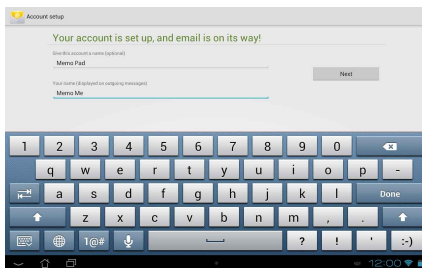 Account setup
Your account is set up, and email is on its way!
Give this account a name (optional)
Memo Pad
Next
Your name (displayed on outgoing messages)
Memo Me
1 2 3 4 5 6 7 8 9 0
q w e r t y u i o p -
a s d f g h j k l Done
z x c v b n m , .
1@# ? ! ' :-)
12:00